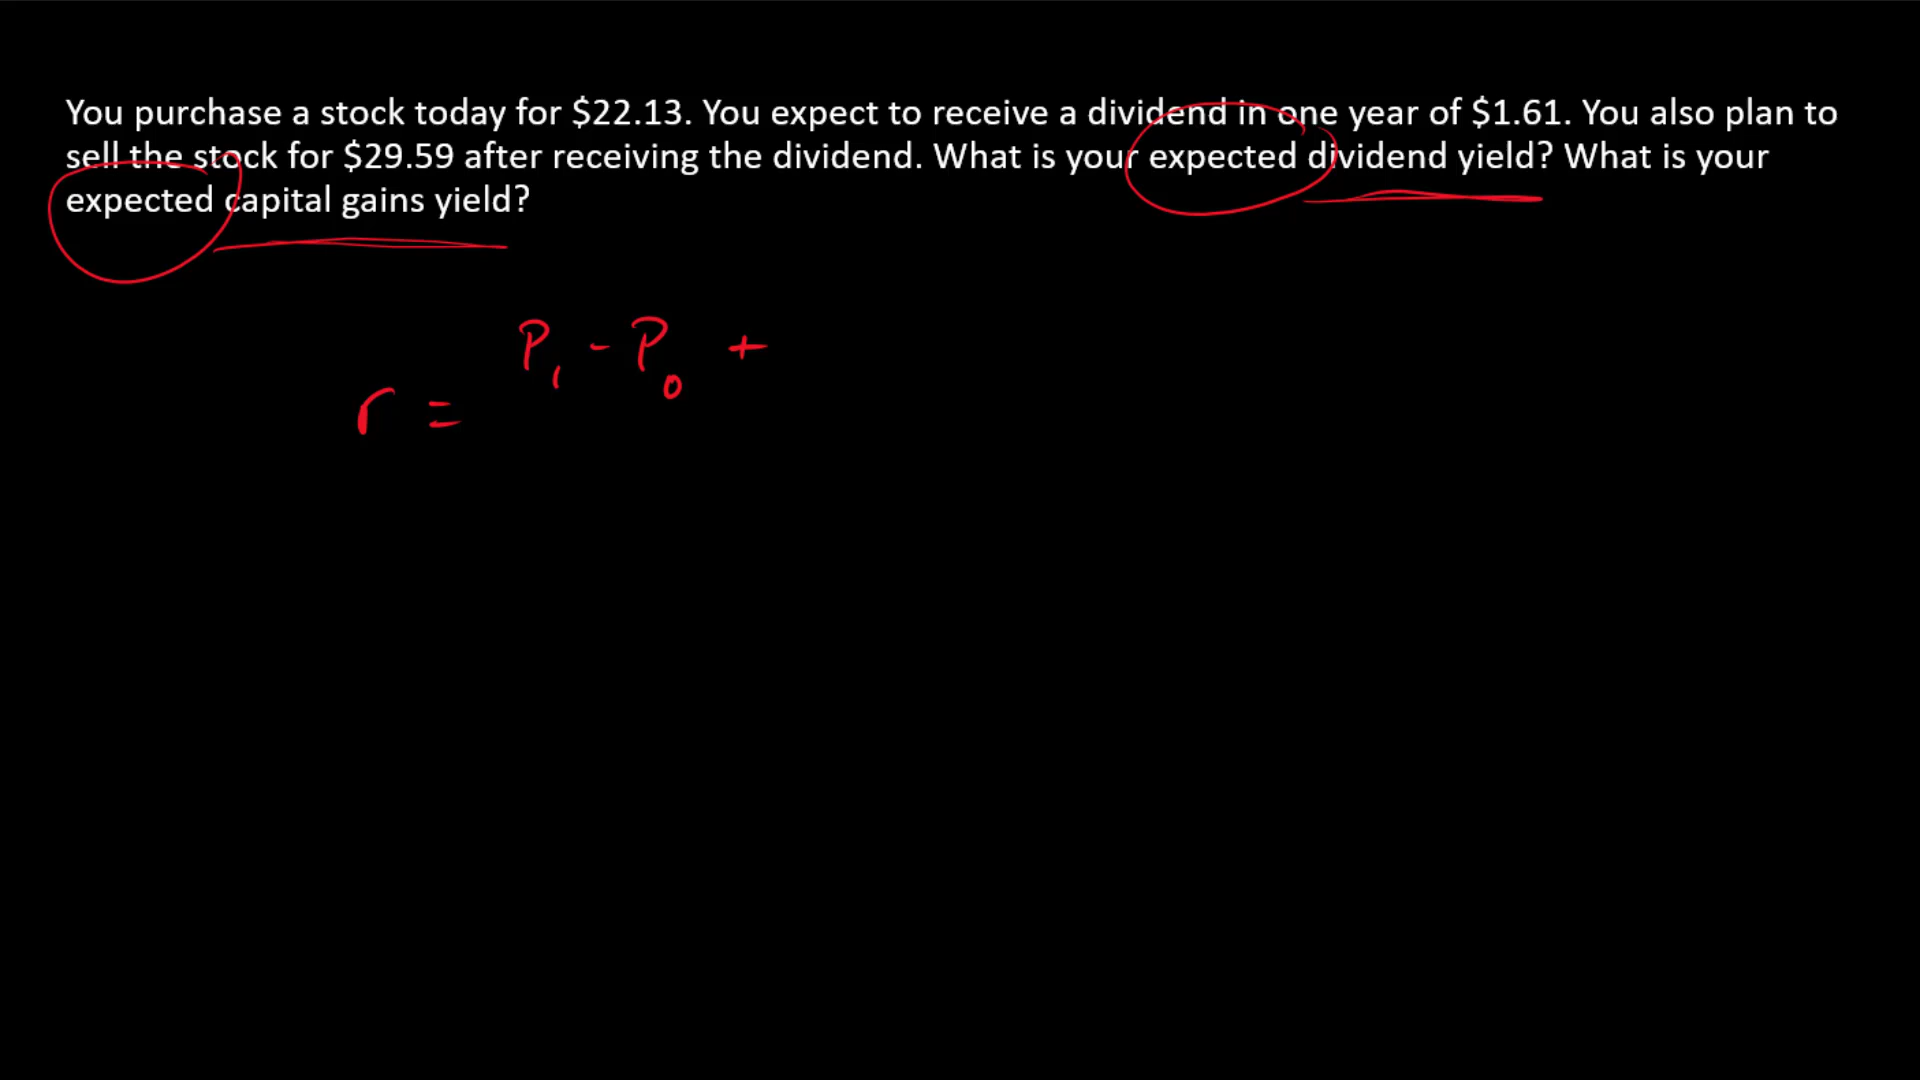 You purchase a stock today for $22.13. You expect to receive a dividend in one year of $1.61. You also plan to
sell the stock for $29.59 after receiving the dividend. What is your expected dividend yield? What is your
expected capital gains yield?
P₁ - P₀ +
r =